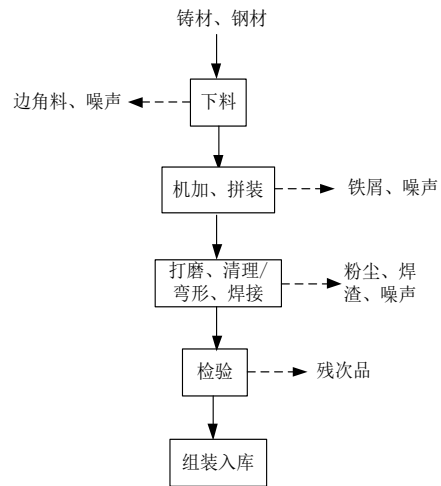 铸材、钢材
边角料、噪声
下料
机加、拼装
铁屑、噪声
打磨、清理/
弯形、焊接
粉尘、焊
渣、噪声
检验
残次品
组装入库